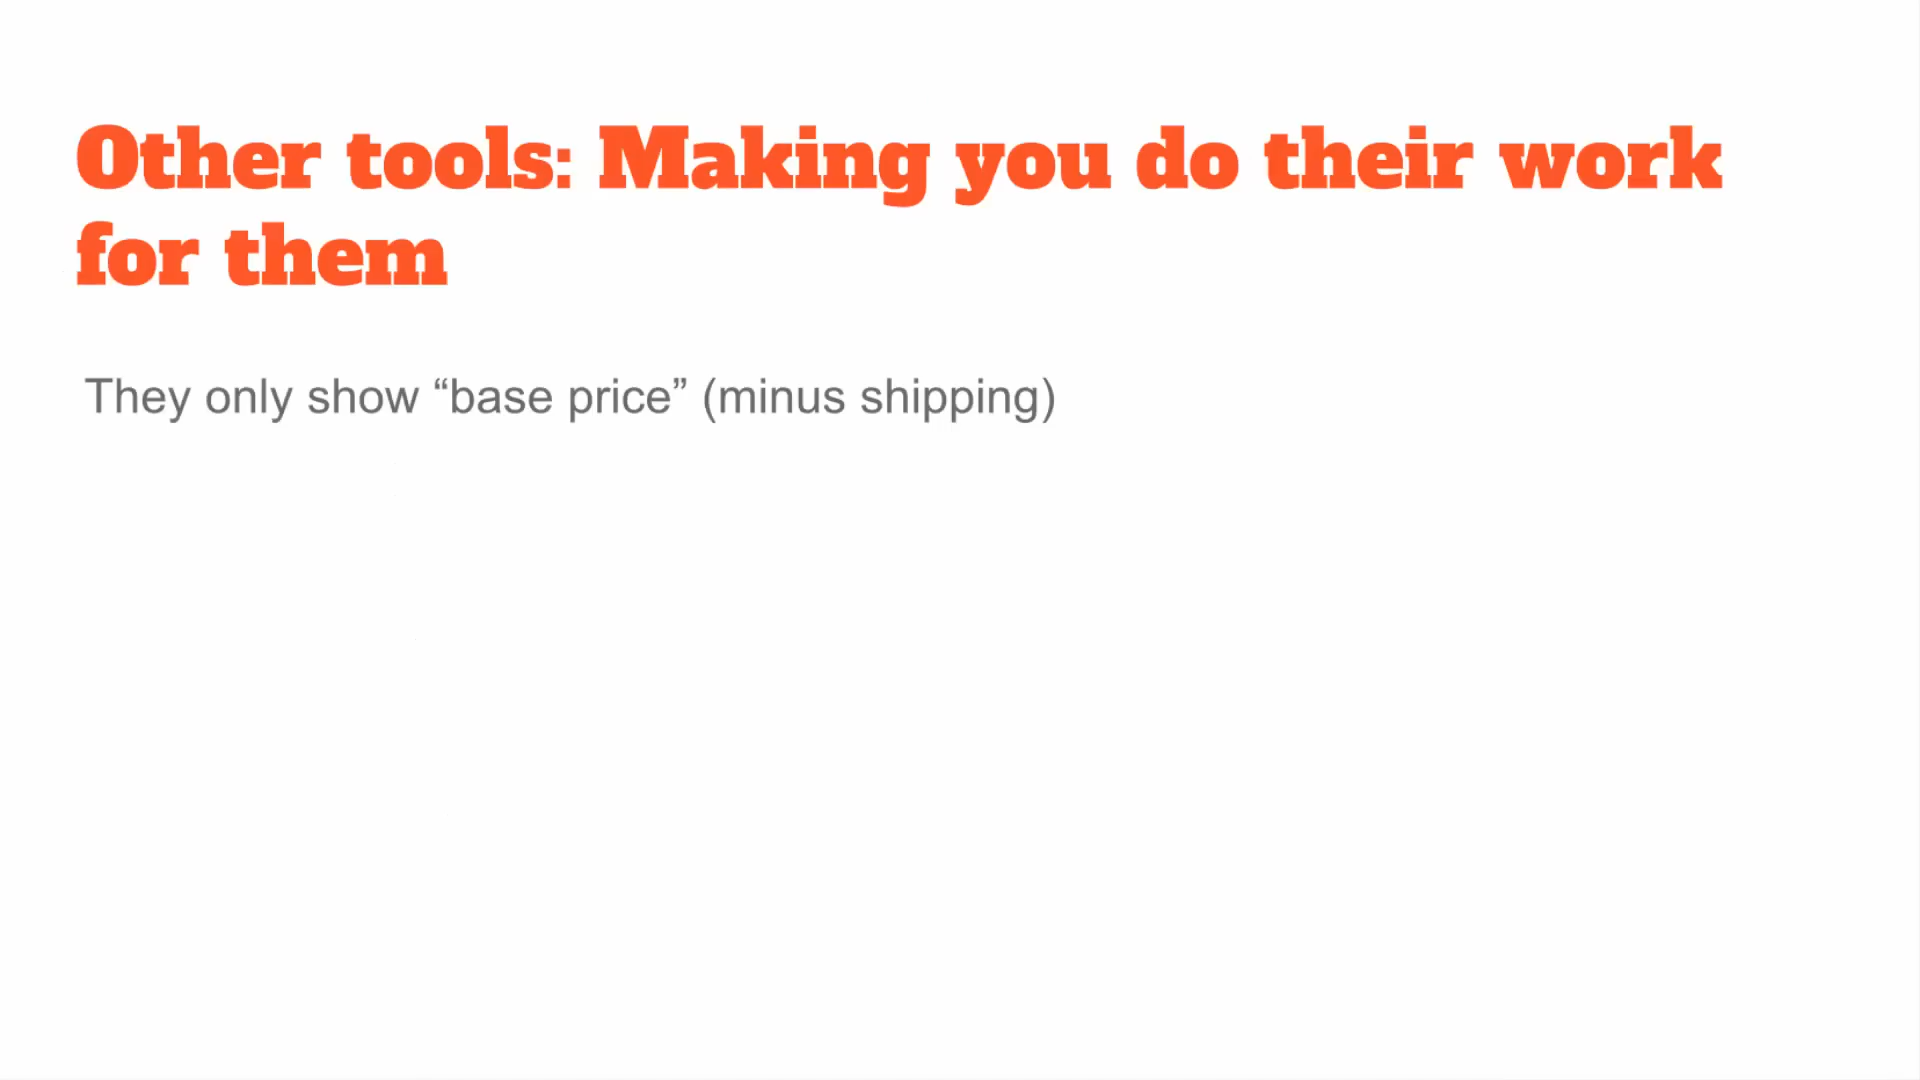 Other tools: Making you do their work
for them
They only show “base price” (minus shipping)